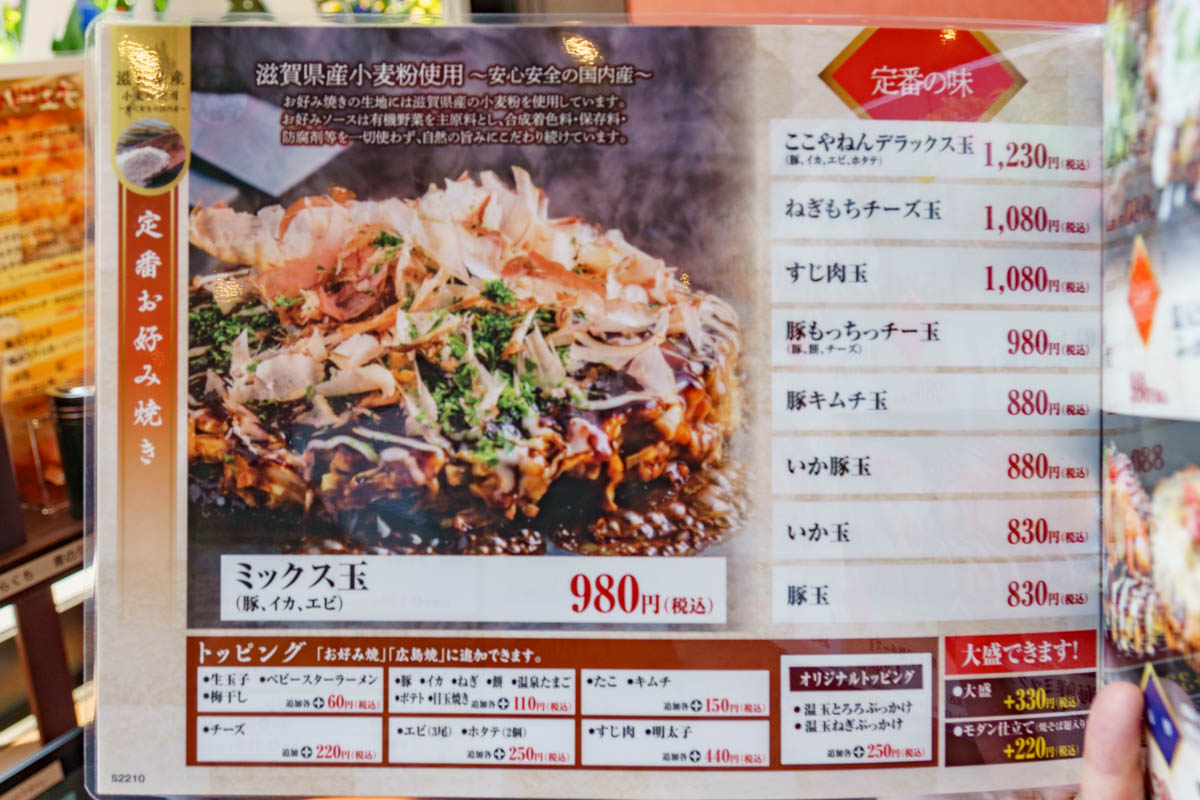 滋賀県産
定番お好み焼き
滋賀県産小麦粉使用 ～安心安全の国内産～
お好み焼きの生地には滋賀県産の小麦粉を使用しています。
お好みソースは有機野菜を主原料とし、合成着色料・保存料・
防腐剤等を一切使わず、自然の旨みにこだわり続けています。
ミックス玉
(豚、イカ、エビ)
980円(税込)
定番の味
ここやねんデラックス玉 1,230円(税込)
(豚、イカ、エビ、ホタテ)
ねぎもちチーズ玉 1,080円(税込)
すじ肉玉 1,080円(税込)
豚もっちっチー玉 980円(税込)
(豚、餅、チーズ)
豚キムチ玉 880円(税込)
いか豚玉 880円(税込)
いか玉 830円(税込)
豚玉 830円(税込)
トッピング 「お好み焼」「広島焼」に追加できます。
•生玉子 •ベビースターラーメン
•梅干し 追加各+60円(税込)
•豚 •イカ •ねぎ •餅 •温泉たまご
•ポテト •目玉焼き 追加各+110円(税込)
•たこ •キムチ
追加各+150円(税込)
•チーズ
追加+220円(税込)
•エビ(3尾) •ホタテ(2個)
追加各+250円(税込)
•すじ肉 •明太子
追加各+440円(税込)
オリジナルトッピング
•温玉とろろぶっかけ
•温玉ねぎぶっかけ
追加各+250円(税込)
大盛できます!
•大盛
+330円(税込)
•モダン仕立て(焼そば麺入り)
+220円(税込)
S2210